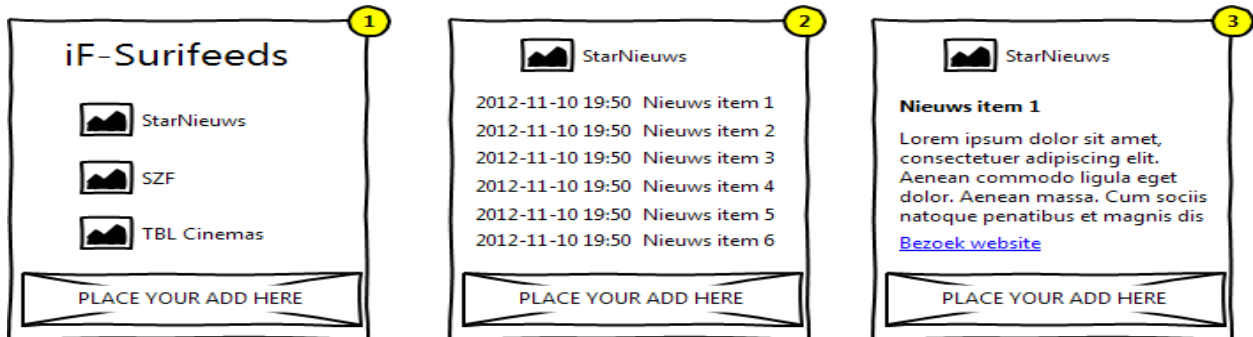 1
iF-Surifeeds
StarNieuws
SZF
TBL Cinemas
PLACE YOUR ADD HERE
2
StarNieuws
2012-11-10 19:50 Nieuws item 1
2012-11-10 19:50 Nieuws item 2
2012-11-10 19:50 Nieuws item 3
2012-11-10 19:50 Nieuws item 4
2012-11-10 19:50 Nieuws item 5
2012-11-10 19:50 Nieuws item 6
PLACE YOUR ADD HERE
3
StarNieuws
Nieuws item 1
Lorem ipsum dolor sit amet,
consectetuer adipiscing elit.
Aenean commodo ligula eget
dolor. Aenean massa. Cum sociis
natoque penatibus et magnis dis
Bezoek website
PLACE YOUR ADD HERE